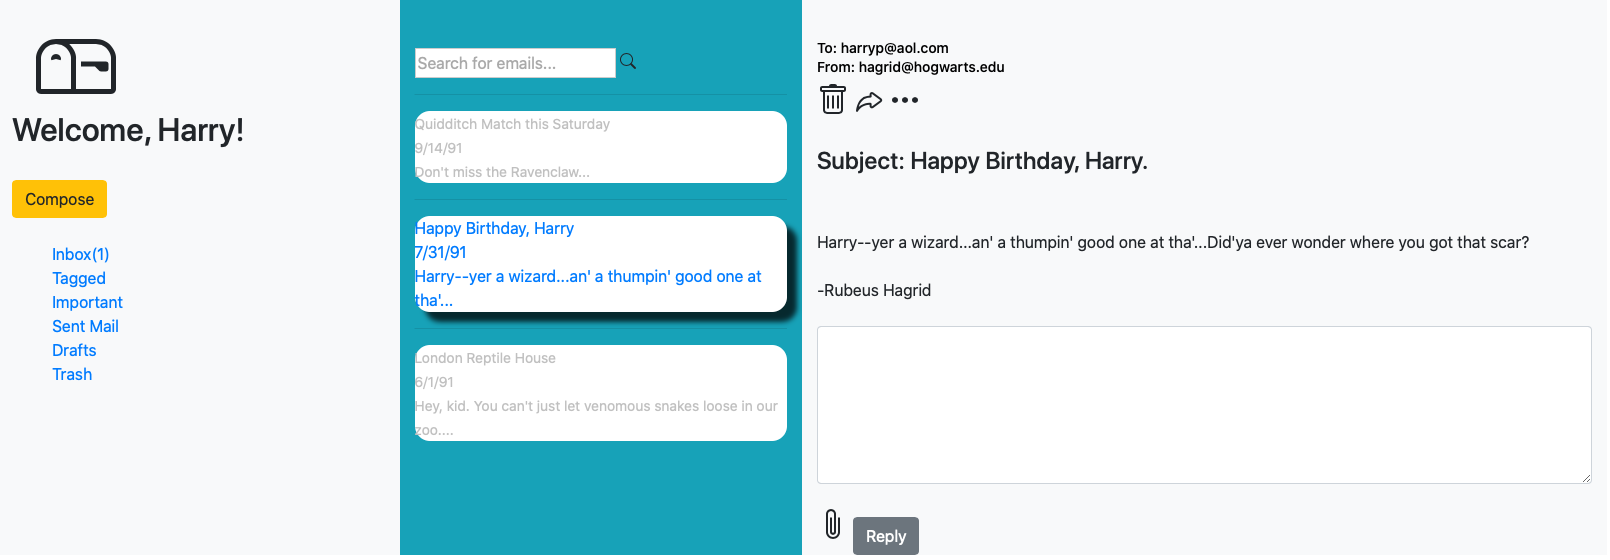 Welcome, Harry!
Compose
Inbox(1)
Tagged
Important
Sent Mail
Drafts
Trash
Search for emails...
Quidditch Match this Saturday
9/14/91
Don't miss the Ravenclaw...
Happy Birthday, Harry
7/31/91
Harry--yer a wizard...an' a thumpin' good one at
tha'...
London Reptile House
6/1/91
Hey, kid. You can't just let venomous snakes loose in our
zoo....
To: harryp@aol.com
From: hagrid@hogwarts.edu
Subject: Happy Birthday, Harry.
Harry--yer a wizard...an' a thumpin' good one at tha'...Did'ya ever wonder where you got that scar?
-Rubeus Hagrid
Reply